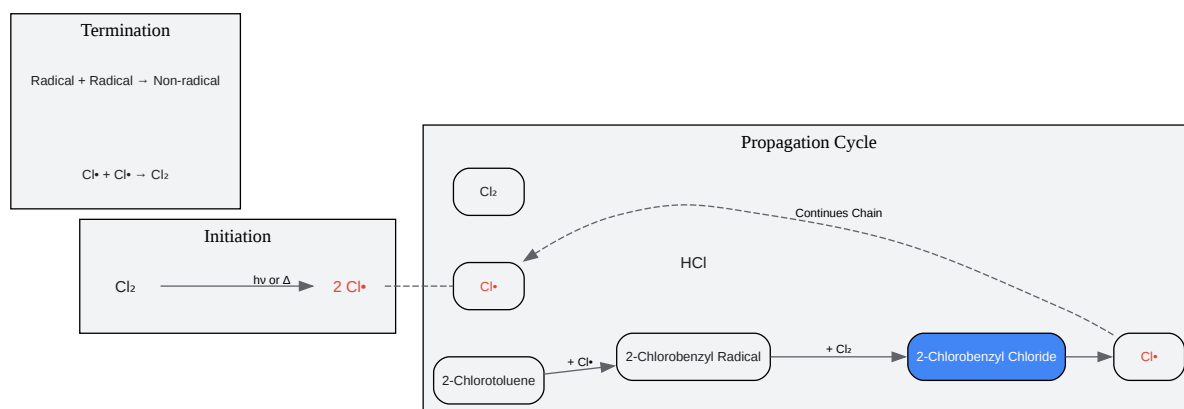 Termination
Radical + Radical → Non-radical
Cl• + Cl• → Cl₂
Initiation
Cl₂
hν or Δ
2 Cl•
Propagation Cycle
Cl₂
Continues Chain
Cl•
HCl
2-Chlorotoluene
+ Cl•
2-Chlorobenzyl Radical
+ Cl₂
2-Chlorobenzyl Chloride
Cl•